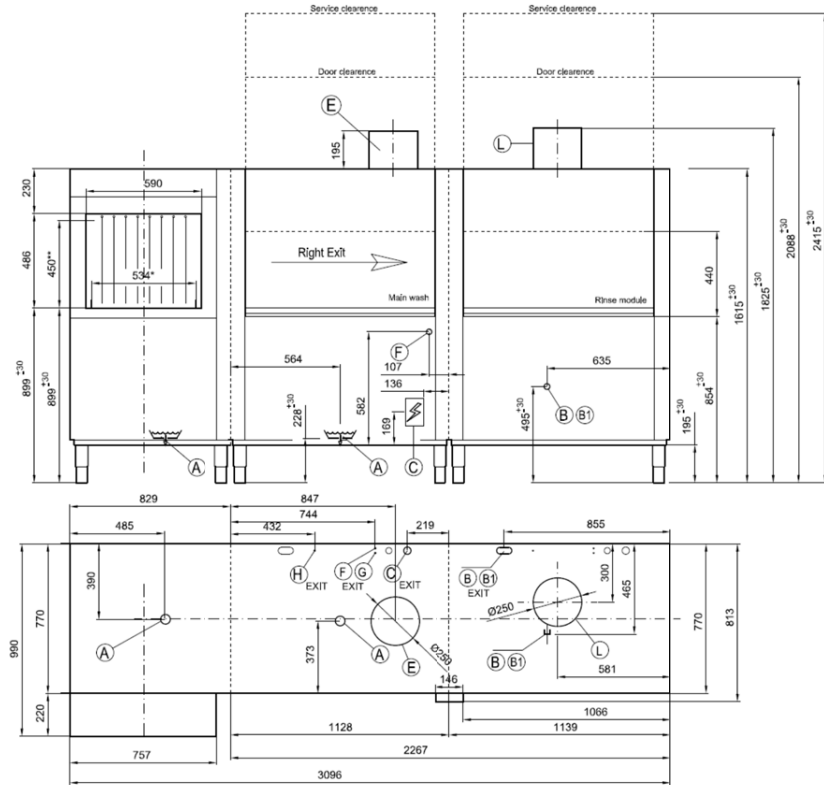 Service clearence
Service clearence
Door clearence
Door clearence
E
L
195
230
590
486
450**
534*
Right Exit
Main wash
Rinse module
440
1615 ±30
1825 ±30
2088 ±30
2415 ±30
F
564
107
136
582
635
899 ±30
899 ±30
228 ±30
169
495 ±30
B B1
195 ±30
854
A
A
C
829
847
744
485
432
219
855
390
H
F G
C
B B1
EXIT
EXIT
EXIT
EXIT
300
465
770
990
Ø250
770
813
A
A
373
Ø250
E
L
B B1
146
581
220
1066
1128
1139
757
2267
3096